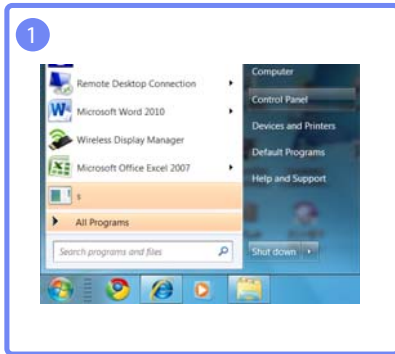 1
Remote Desktop Connection
Microsoft Word 2010
Wireless Display Manager
Microsoft Office Excel 2007
s
All Programs
Search programs and files
Computer
Control Panel
Devices and Printers
Default Programs
Help and Support
Shut down